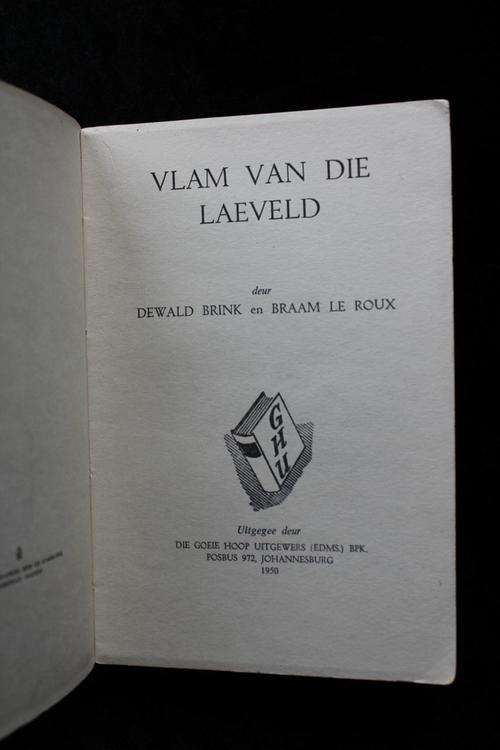 VLAM VAN DIE
LAEVELD
deur
DEWALD BRINK en BRAAM LE ROUX
GHU
Uitgegee deur
DIE GOEIE HOOP UITGEWERS (EDMS.) BPK.
POSBUS 972, JOHANNESBURG
1950